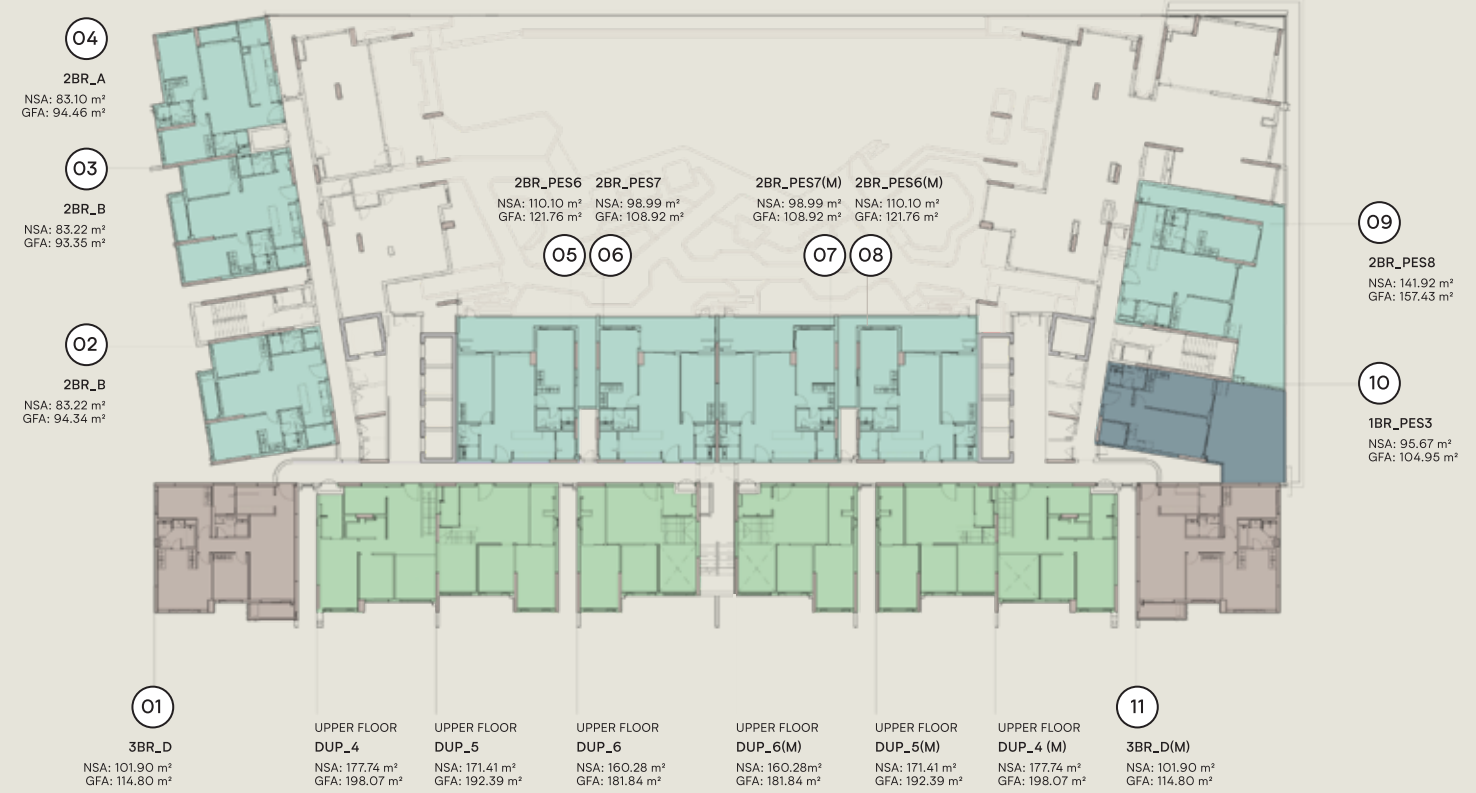 04
2BR_A
NSA: 83.10 m²
GFA: 94.46 m²
03
2BR_B
NSA: 83.22 m²
GFA: 93.35 m²
02
2BR_B
NSA: 83.22 m²
GFA: 94.34 m²
2BR_PES6
NSA: 110.10 m²
GFA: 121.76 m²
05
2BR_PES7
NSA: 98.99 m²
GFA: 108.92 m²
06
2BR_PES7(M)
NSA: 98.99 m²
GFA: 108.92 m²
07
2BR_PES6(M)
NSA: 110.10 m²
GFA: 121.76 m²
08
09
2BR_PES8
NSA: 141.92 m²
GFA: 157.43 m²
10
1BR_PES3
NSA: 95.67 m²
GFA: 104.95 m²
01
3BR_D
NSA: 101.90 m²
GFA: 114.80 m²
UPPER FLOOR
DUP_4
NSA: 177.74 m²
GFA: 198.07 m²
UPPER FLOOR
DUP_5
NSA: 171.41 m²
GFA: 192.39 m²
UPPER FLOOR
DUP_6
NSA: 160.28 m²
GFA: 181.84 m²
UPPER FLOOR
DUP_6(M)
NSA: 160.28m²
GFA: 181.84 m²
UPPER FLOOR
DUP_5(M)
NSA: 171.41 m²
GFA: 192.39 m²
UPPER FLOOR
DUP_4 (M)
NSA: 177.74 m²
GFA: 198.07 m²
11
3BR_D(M)
NSA: 101.90 m²
GFA: 114.80 m²